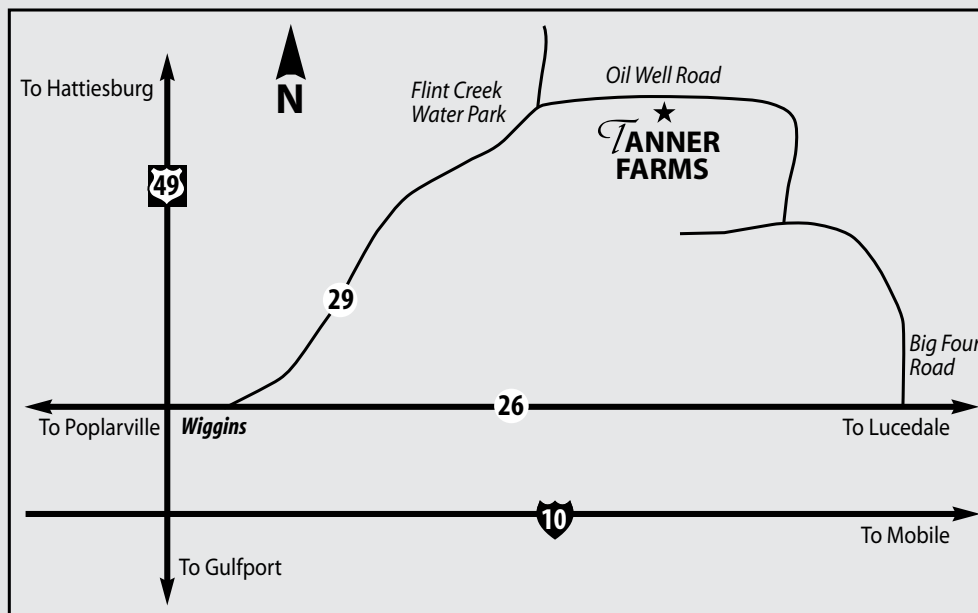 To Hattiesburg
N
Flint Creek
Water Park
Oil Well Road
TANNER
FARMS
49
29
Big Four
Road
26
To Poplarville
Wiggins
To Lucedale
10
To Mobile
To Gulfport